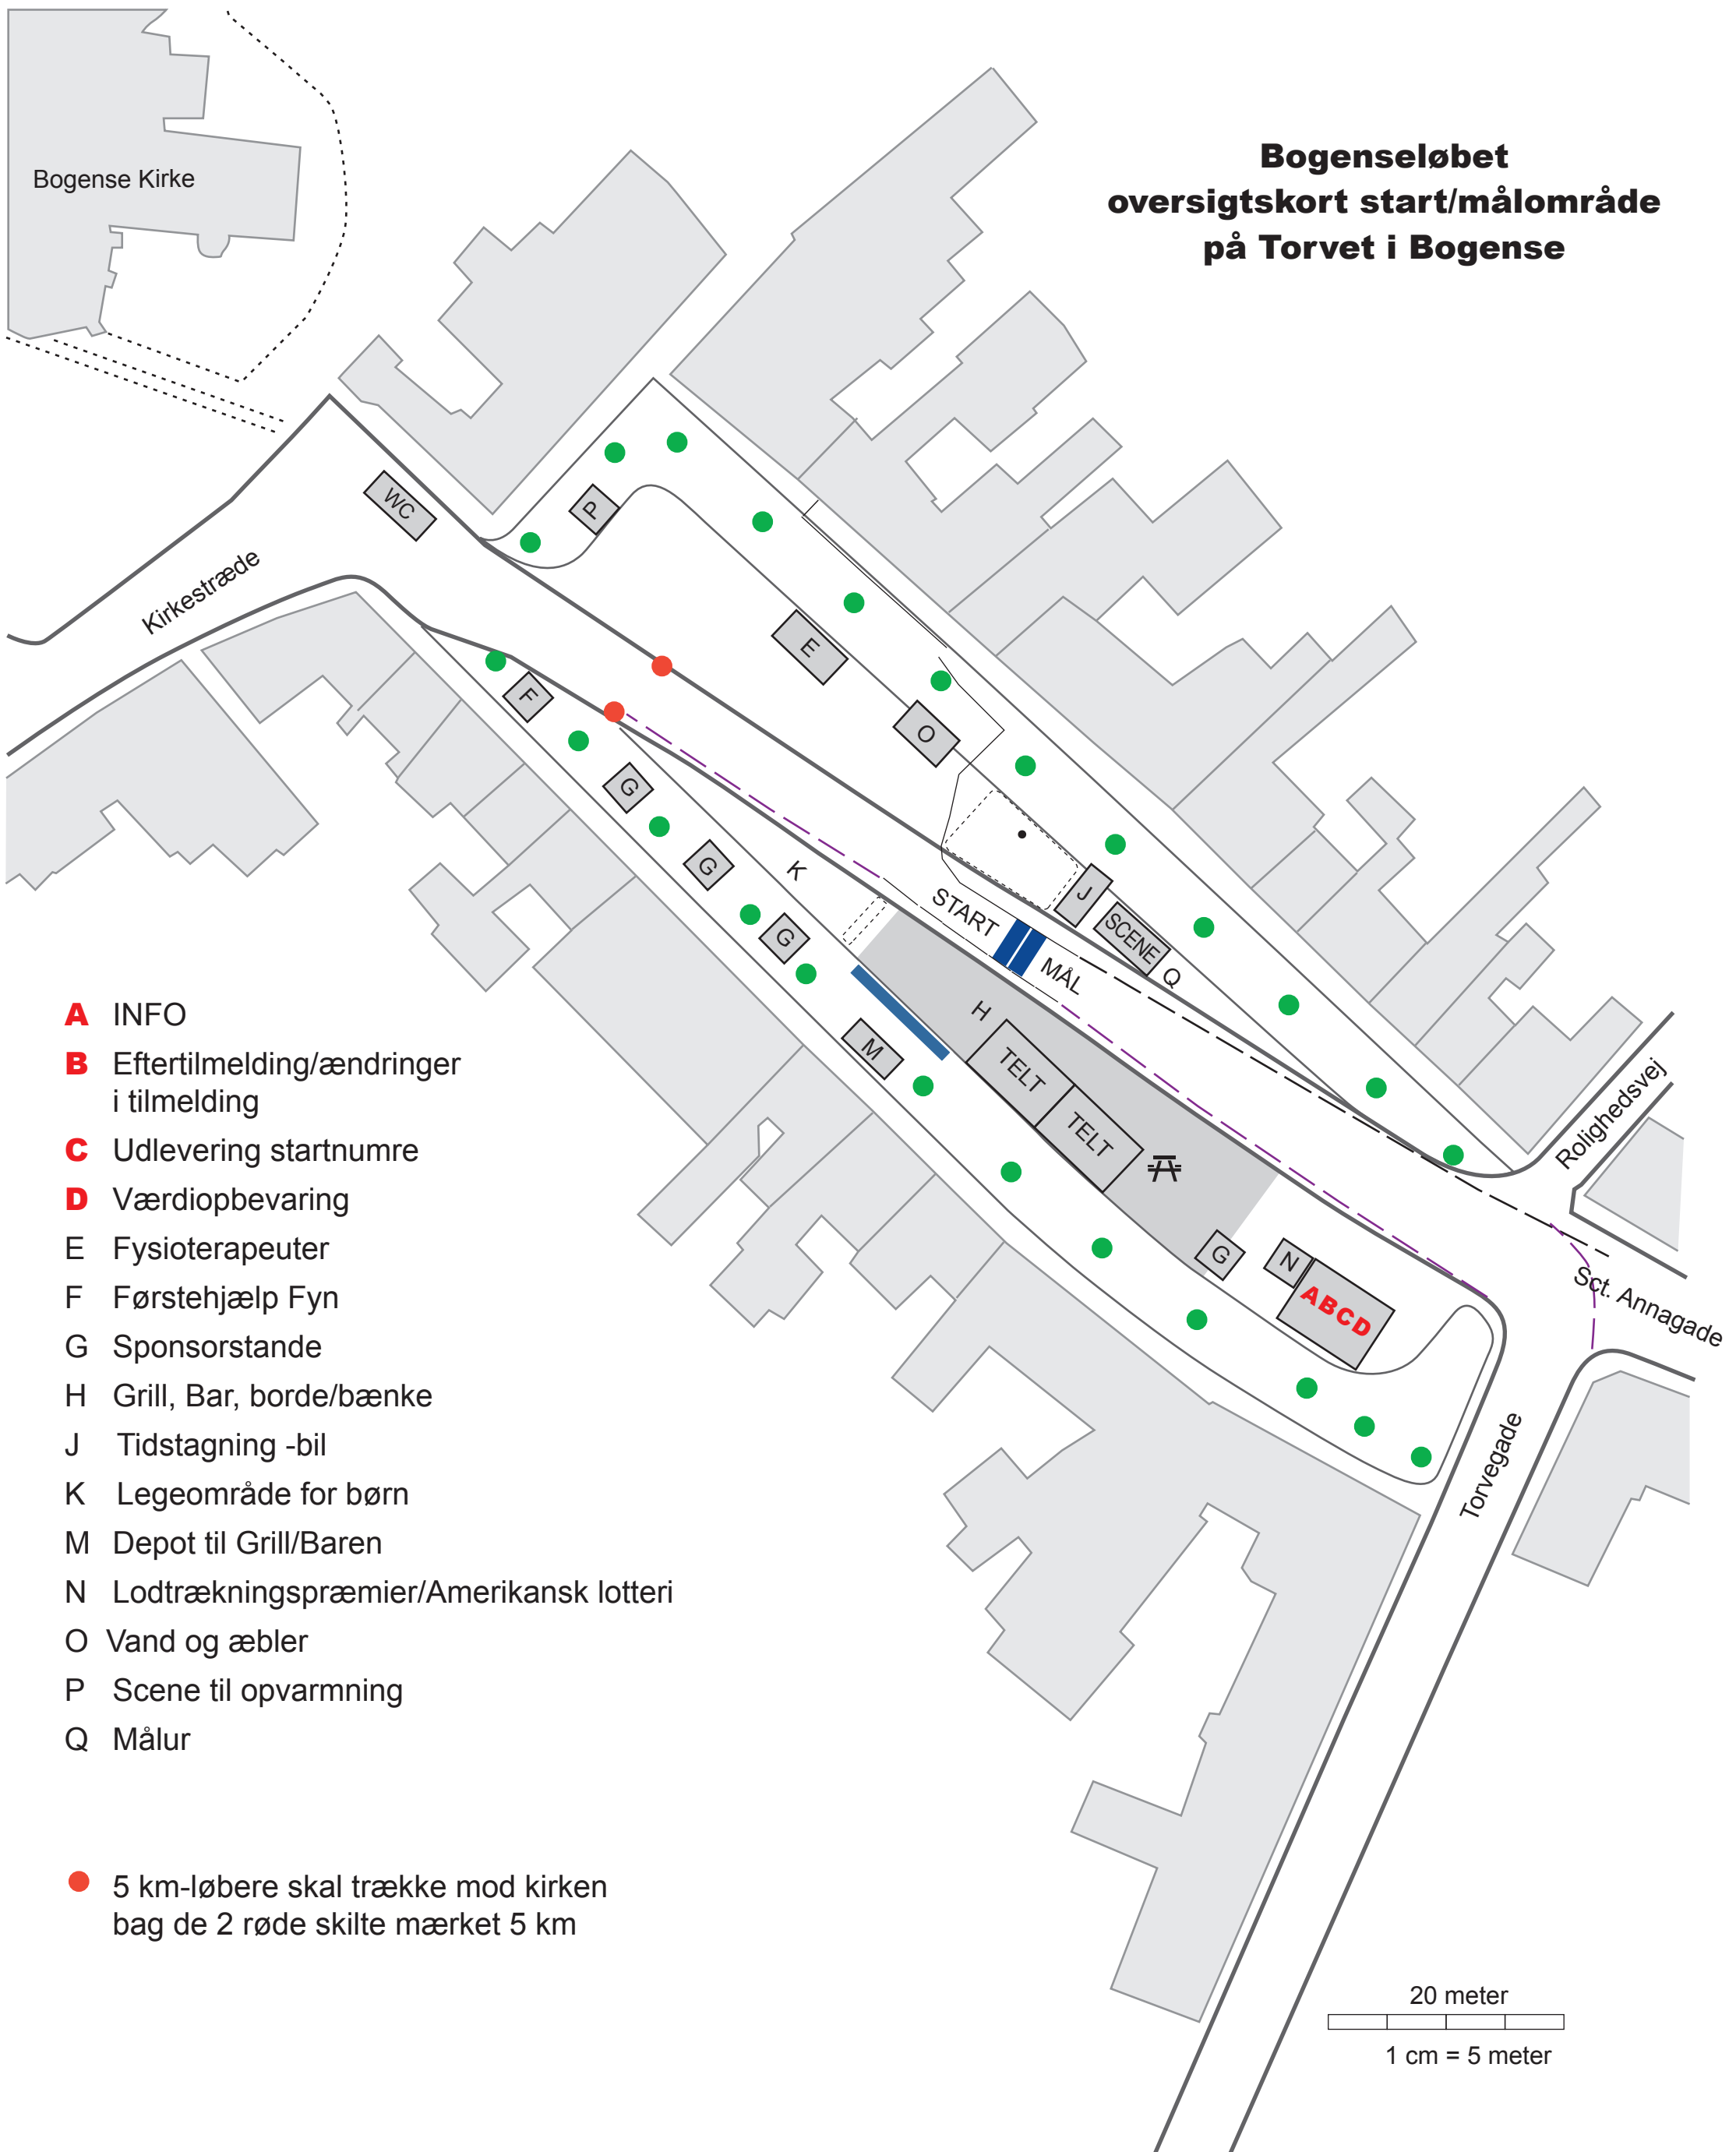 Bogenseløbet
oversigtskort start/målområde
på Torvet i Bogense
Bogense Kirke
WC
P
Kirkestræde
E
F
O
G
G
K
J
START
SCENE
G
Q
MÅL
H
M
TELT
TELT
Rolighedsvej
G
N
ABCD
Sct. Annagade
Torvegade
A INFO
B Eftertilmelding/ændringer
i tilmelding
C Udlevering startnumre
D Værdiopbevaring
E Fysioterapeuter
F Førstehjælp Fyn
G Sponsorstande
H Grill, Bar, borde/bænke
J Tidstagning -bil
K Legeområde for børn
M Depot til Grill/Baren
N Lodtrækningspræmier/Amerikansk lotteri
O Vand og æbler
P Scene til opvarmning
Q Målur
5 km-løbere skal trække mod kirken
bag de 2 røde skilte mærket 5 km
20 meter
1 cm = 5 meter